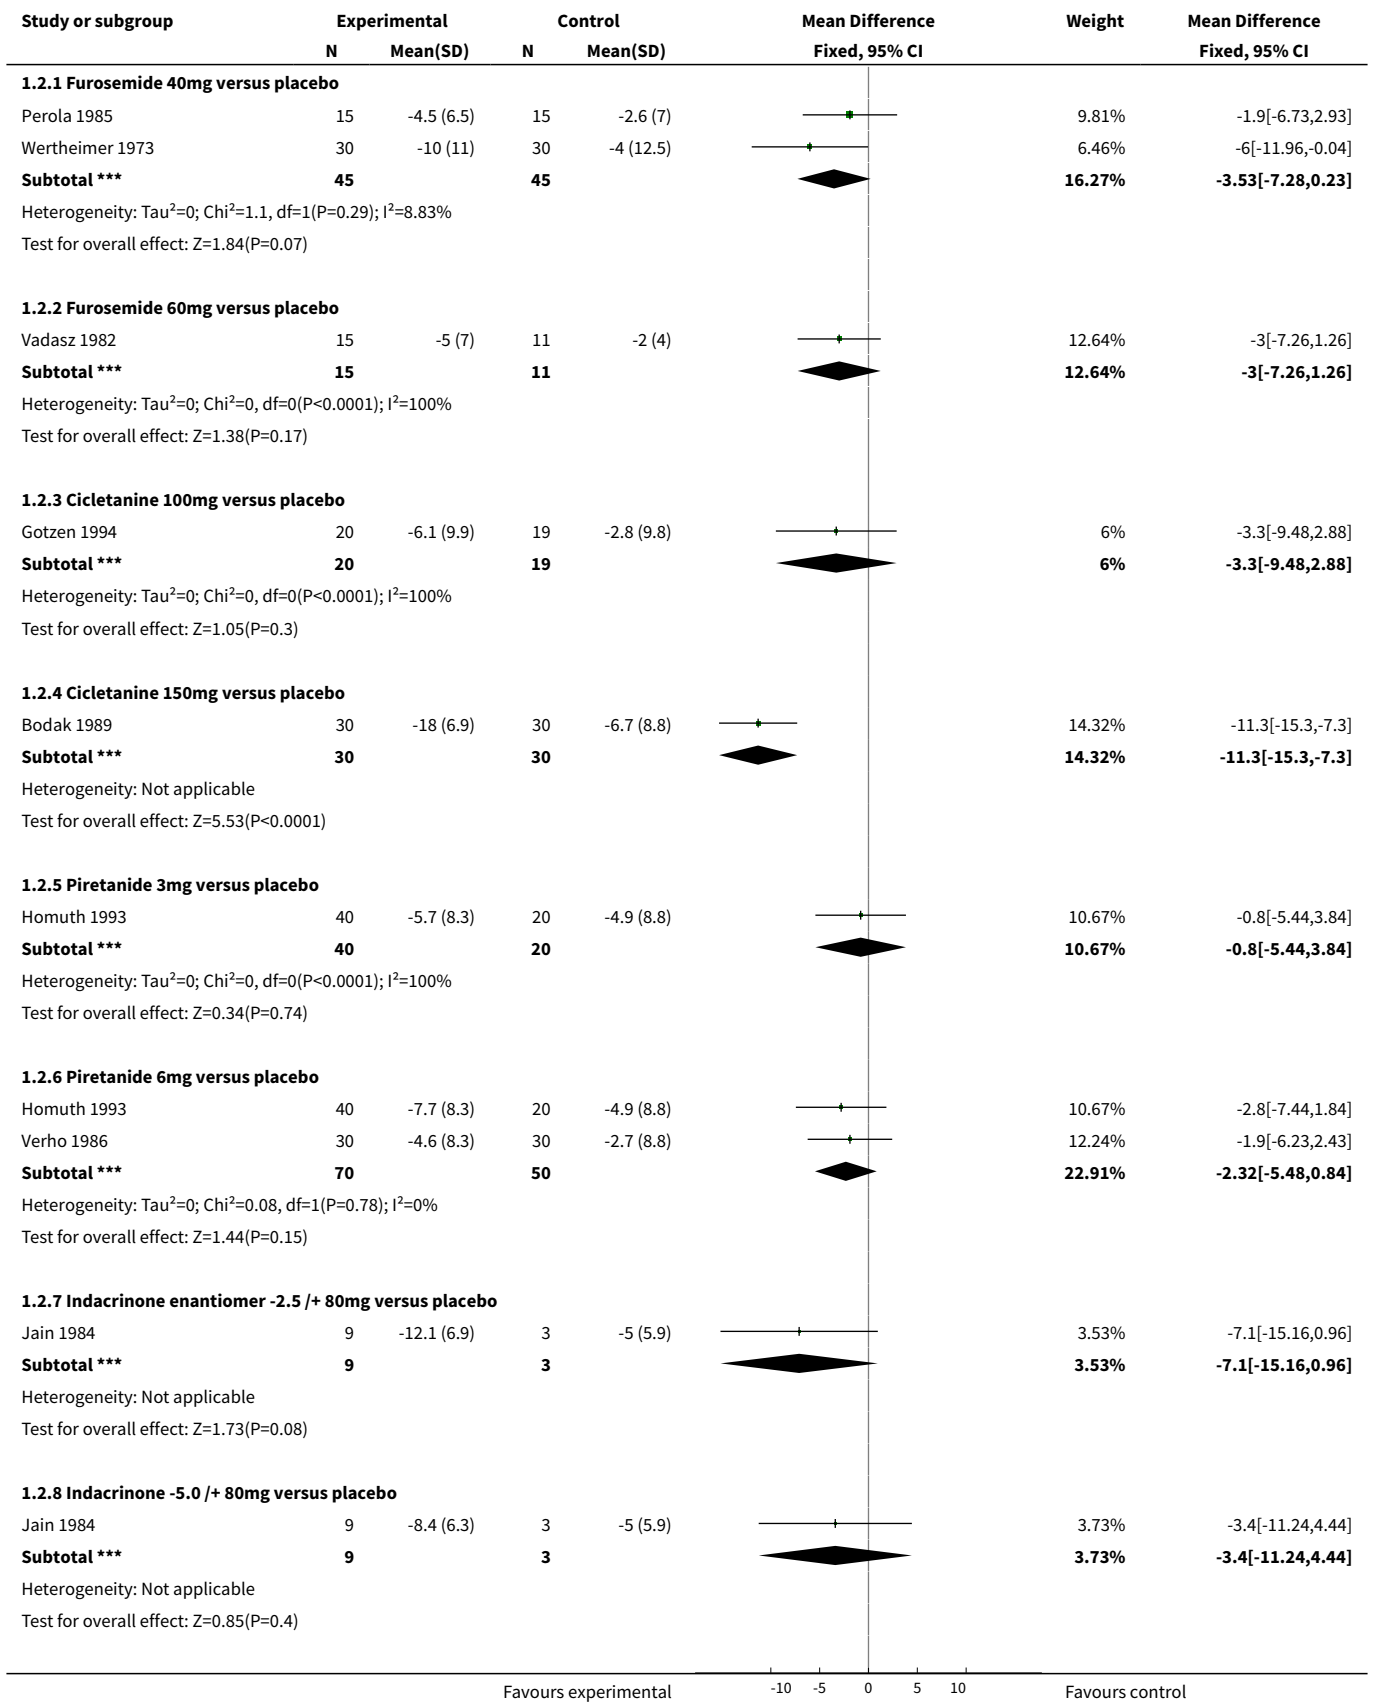 Study or subgroup Experimental Control Mean Difference Weight Mean Difference
N Mean(SD) N Mean(SD) Fixed, 95% CI Fixed, 95% CI
1.2.1 Furosemide 40mg versus placebo
Perola 1985 15 -4.5 (6.5) 15 -2.6 (7) 9.81% -1.9[-6.73,2.93]
Wertheimer 1973 30 -10 (11) 30 -4 (12.5) 6.46% -6[-11.96,-0.04]
Subtotal *** 45 45 16.27% -3.53[-7.28,0.23]
Heterogeneity: Tau²=0; Chi²=1.1, df=1(P=0.29); I²=8.83%
Test for overall effect: Z=1.84(P=0.07)
1.2.2 Furosemide 60mg versus placebo
Vadasz 1982 15 -5 (7) 11 -2 (4) 12.64% -3[-7.26,1.26]
Subtotal *** 15 11 12.64% -3[-7.26,1.26]
Heterogeneity: Tau²=0; Chi²=0, df=0(P<0.0001); I²=100%
Test for overall effect: Z=1.38(P=0.17)
1.2.3 Cicletanine 100mg versus placebo
Gotzen 1994 20 -6.1 (9.9) 19 -2.8 (9.8) 6% -3.3[-9.48,2.88]
Subtotal *** 20 19 6% -3.3[-9.48,2.88]
Heterogeneity: Tau²=0; Chi²=0, df=0(P<0.0001); I²=100%
Test for overall effect: Z=1.05(P=0.3)
1.2.4 Cicletanine 150mg versus placebo
Bodak 1989 30 -18 (6.9) 30 -6.7 (8.8) 14.32% -11.3[-15.3,-7.3]
Subtotal *** 30 30 14.32% -11.3[-15.3,-7.3]
Heterogeneity: Not applicable
Test for overall effect: Z=5.53(P<0.0001)
1.2.5 Piretanide 3mg versus placebo
Homuth 1993 40 -5.7 (8.3) 20 -4.9 (8.8) 10.67% -0.8[-5.44,3.84]
Subtotal *** 40 20 10.67% -0.8[-5.44,3.84]
Heterogeneity: Tau²=0; Chi²=0, df=0(P<0.0001); I²=100%
Test for overall effect: Z=0.34(P=0.74)
1.2.6 Piretanide 6mg versus placebo
Homuth 1993 40 -7.7 (8.3) 20 -4.9 (8.8) 10.67% -2.8[-7.44,1.84]
Verho 1986 30 -4.6 (8.3) 30 -2.7 (8.8) 12.24% -1.9[-6.23,2.43]
Subtotal *** 70 50 22.91% -2.32[-5.48,0.84]
Heterogeneity: Tau²=0; Chi²=0.08, df=1(P=0.78); I²=0%
Test for overall effect: Z=1.44(P=0.15)
1.2.7 Indacrinone enantiomer -2.5 /+ 80mg versus placebo
Jain 1984 9 -12.1 (6.9) 3 -5 (5.9) 3.53% -7.1[-15.16,0.96]
Subtotal *** 9 3 3.53% -7.1[-15.16,0.96]
Heterogeneity: Not applicable
Test for overall effect: Z=1.73(P=0.08)
1.2.8 Indacrinone -5.0 /+ 80mg versus placebo
Jain 1984 9 -8.4 (6.3) 3 -5 (5.9) 3.73% -3.4[-11.24,4.44]
Subtotal *** 9 3 3.73% -3.4[-11.24,4.44]
Heterogeneity: Not applicable
Test for overall effect: Z=0.85(P=0.4)
Favours experimental -10 -5 0 5 10 Favours control